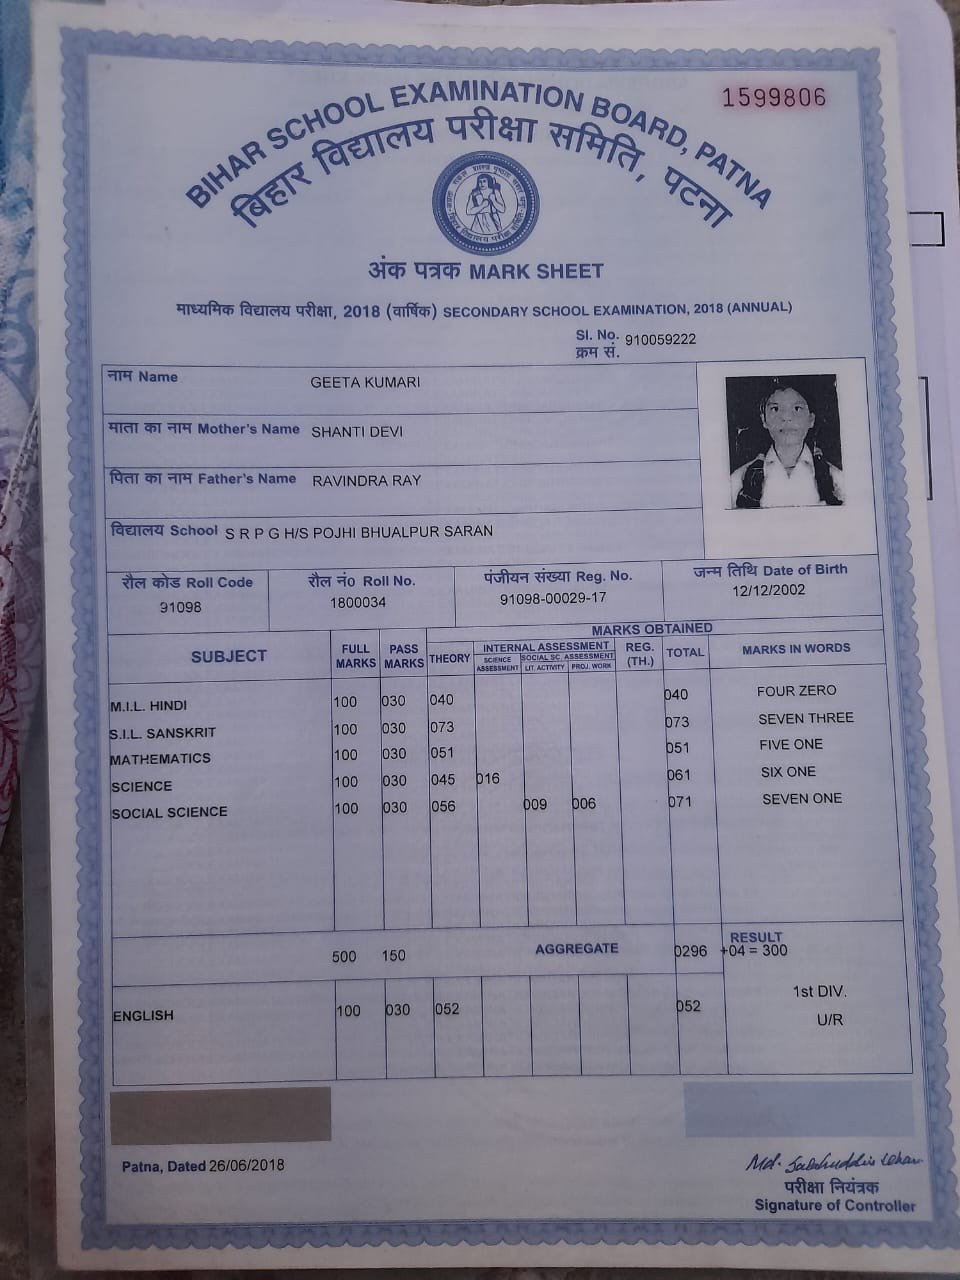 1599806
BIHAR SCHOOL EXAMINATION BOARD, PATNA
बिहार विद्यालय परीक्षा समिति, पटना
अंक पत्रक MARK SHEET
माध्यमिक विद्यालय परीक्षा, 2018 (वार्षिक) SECONDARY SCHOOL EXAMINATION, 2018 (ANNUAL)
Sl. No. 910059222
क्रम सं.
नाम Name GEETA KUMARI
माता का नाम Mother's Name SHANTI DEVI
पिता का नाम Father's Name RAVINDRA RAY
विद्यालय School S R P G H/S POJHI BHUALPUR SARAN
रौल कोड Roll Code रौल नं० Roll No. पंजीयन संख्या Reg. No. जन्म तिथि Date of Birth
91098 1800034 91098-00029-17 12/12/2002
MARKS OBTAINED
SUBJECT FULL MARKS PASS MARKS THEORY INTERNAL ASSESSMENT REG. (TH.) TOTAL MARKS IN WORDS
SCIENCE ASSESSMENT SOCIAL SC. ASSESSMENT
LIT. ACTIVITY PROJ. WORK
M.I.L. HINDI 100 030 040 040 FOUR ZERO
S.I.L. SANSKRIT 100 030 073 073 SEVEN THREE
MATHEMATICS 100 030 051 051 FIVE ONE
SCIENCE 100 030 045 016 061 SIX ONE
SOCIAL SCIENCE 100 030 056 009 006 071 SEVEN ONE
RESULT
500 150 AGGREGATE 0296 +04 = 300
1st DIV.
ENGLISH 100 030 052 052
U/R
Patna, Dated 26/06/2018
परीक्षा नियंत्रक
Signature of Controller